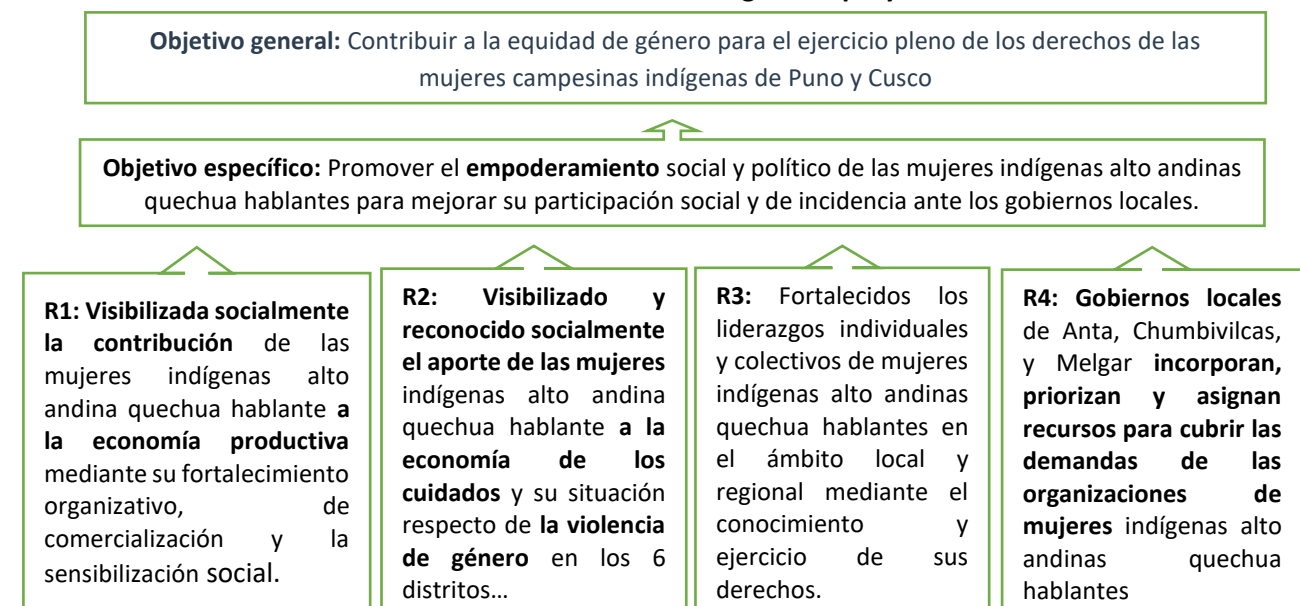 Objetivo general: Contribuir a la equidad de género para el ejercicio pleno de los derechos de las
mujeres campesinas indígenas de Puno y Cusco
Objetivo específico: Promover el empoderamiento social y político de las mujeres indígenas alto andinas
quechua hablantes para mejorar su participación social y de incidencia ante los gobiernos locales.
R1: Visibilizada socialmente
la contribución de las
mujeres indígenas alto
andina quechua hablante a
la economía productiva
mediante su fortalecimiento
organizativo, de
comercialización y la
sensibilización social.
R2: Visibilizado y
reconocido socialmente
el aporte de las mujeres
indígenas alto andina
quechua hablante a la
economía de los
cuidados y su situación
respecto de la violencia
de género en los 6
distritos…
R3: Fortalecidos los
liderazgos individuales
y colectivos de mujeres
indígenas alto andinas
quechua hablantes en
el ámbito local y
regional mediante el
conocimiento y
ejercicio de sus
derechos.
R4: Gobiernos locales
de Anta, Chumbivilcas,
y Melgar incorporan,
priorizan y asignan
recursos para cubrir las
demandas de las
organizaciones de
mujeres indígenas alto
andinas quechua
hablantes